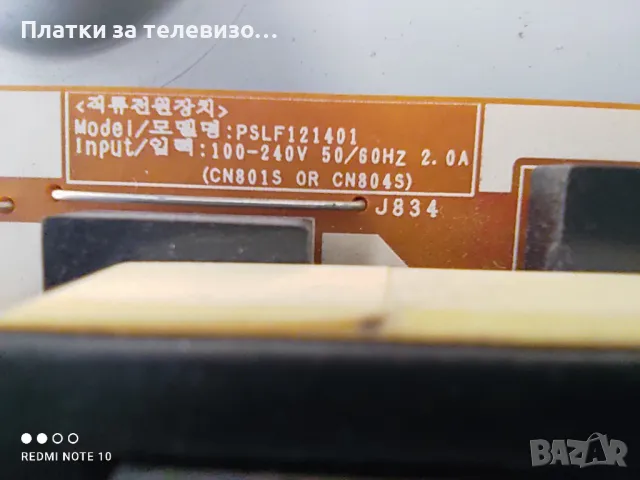 Платки за телевизо...
<직류전원장치>
Model/모델명:PSLF121401
Input/입력:100-240V 50/60HZ 2.0A
(CN801S OR CN804S)
J834
REDMI NOTE 10
BAZAR